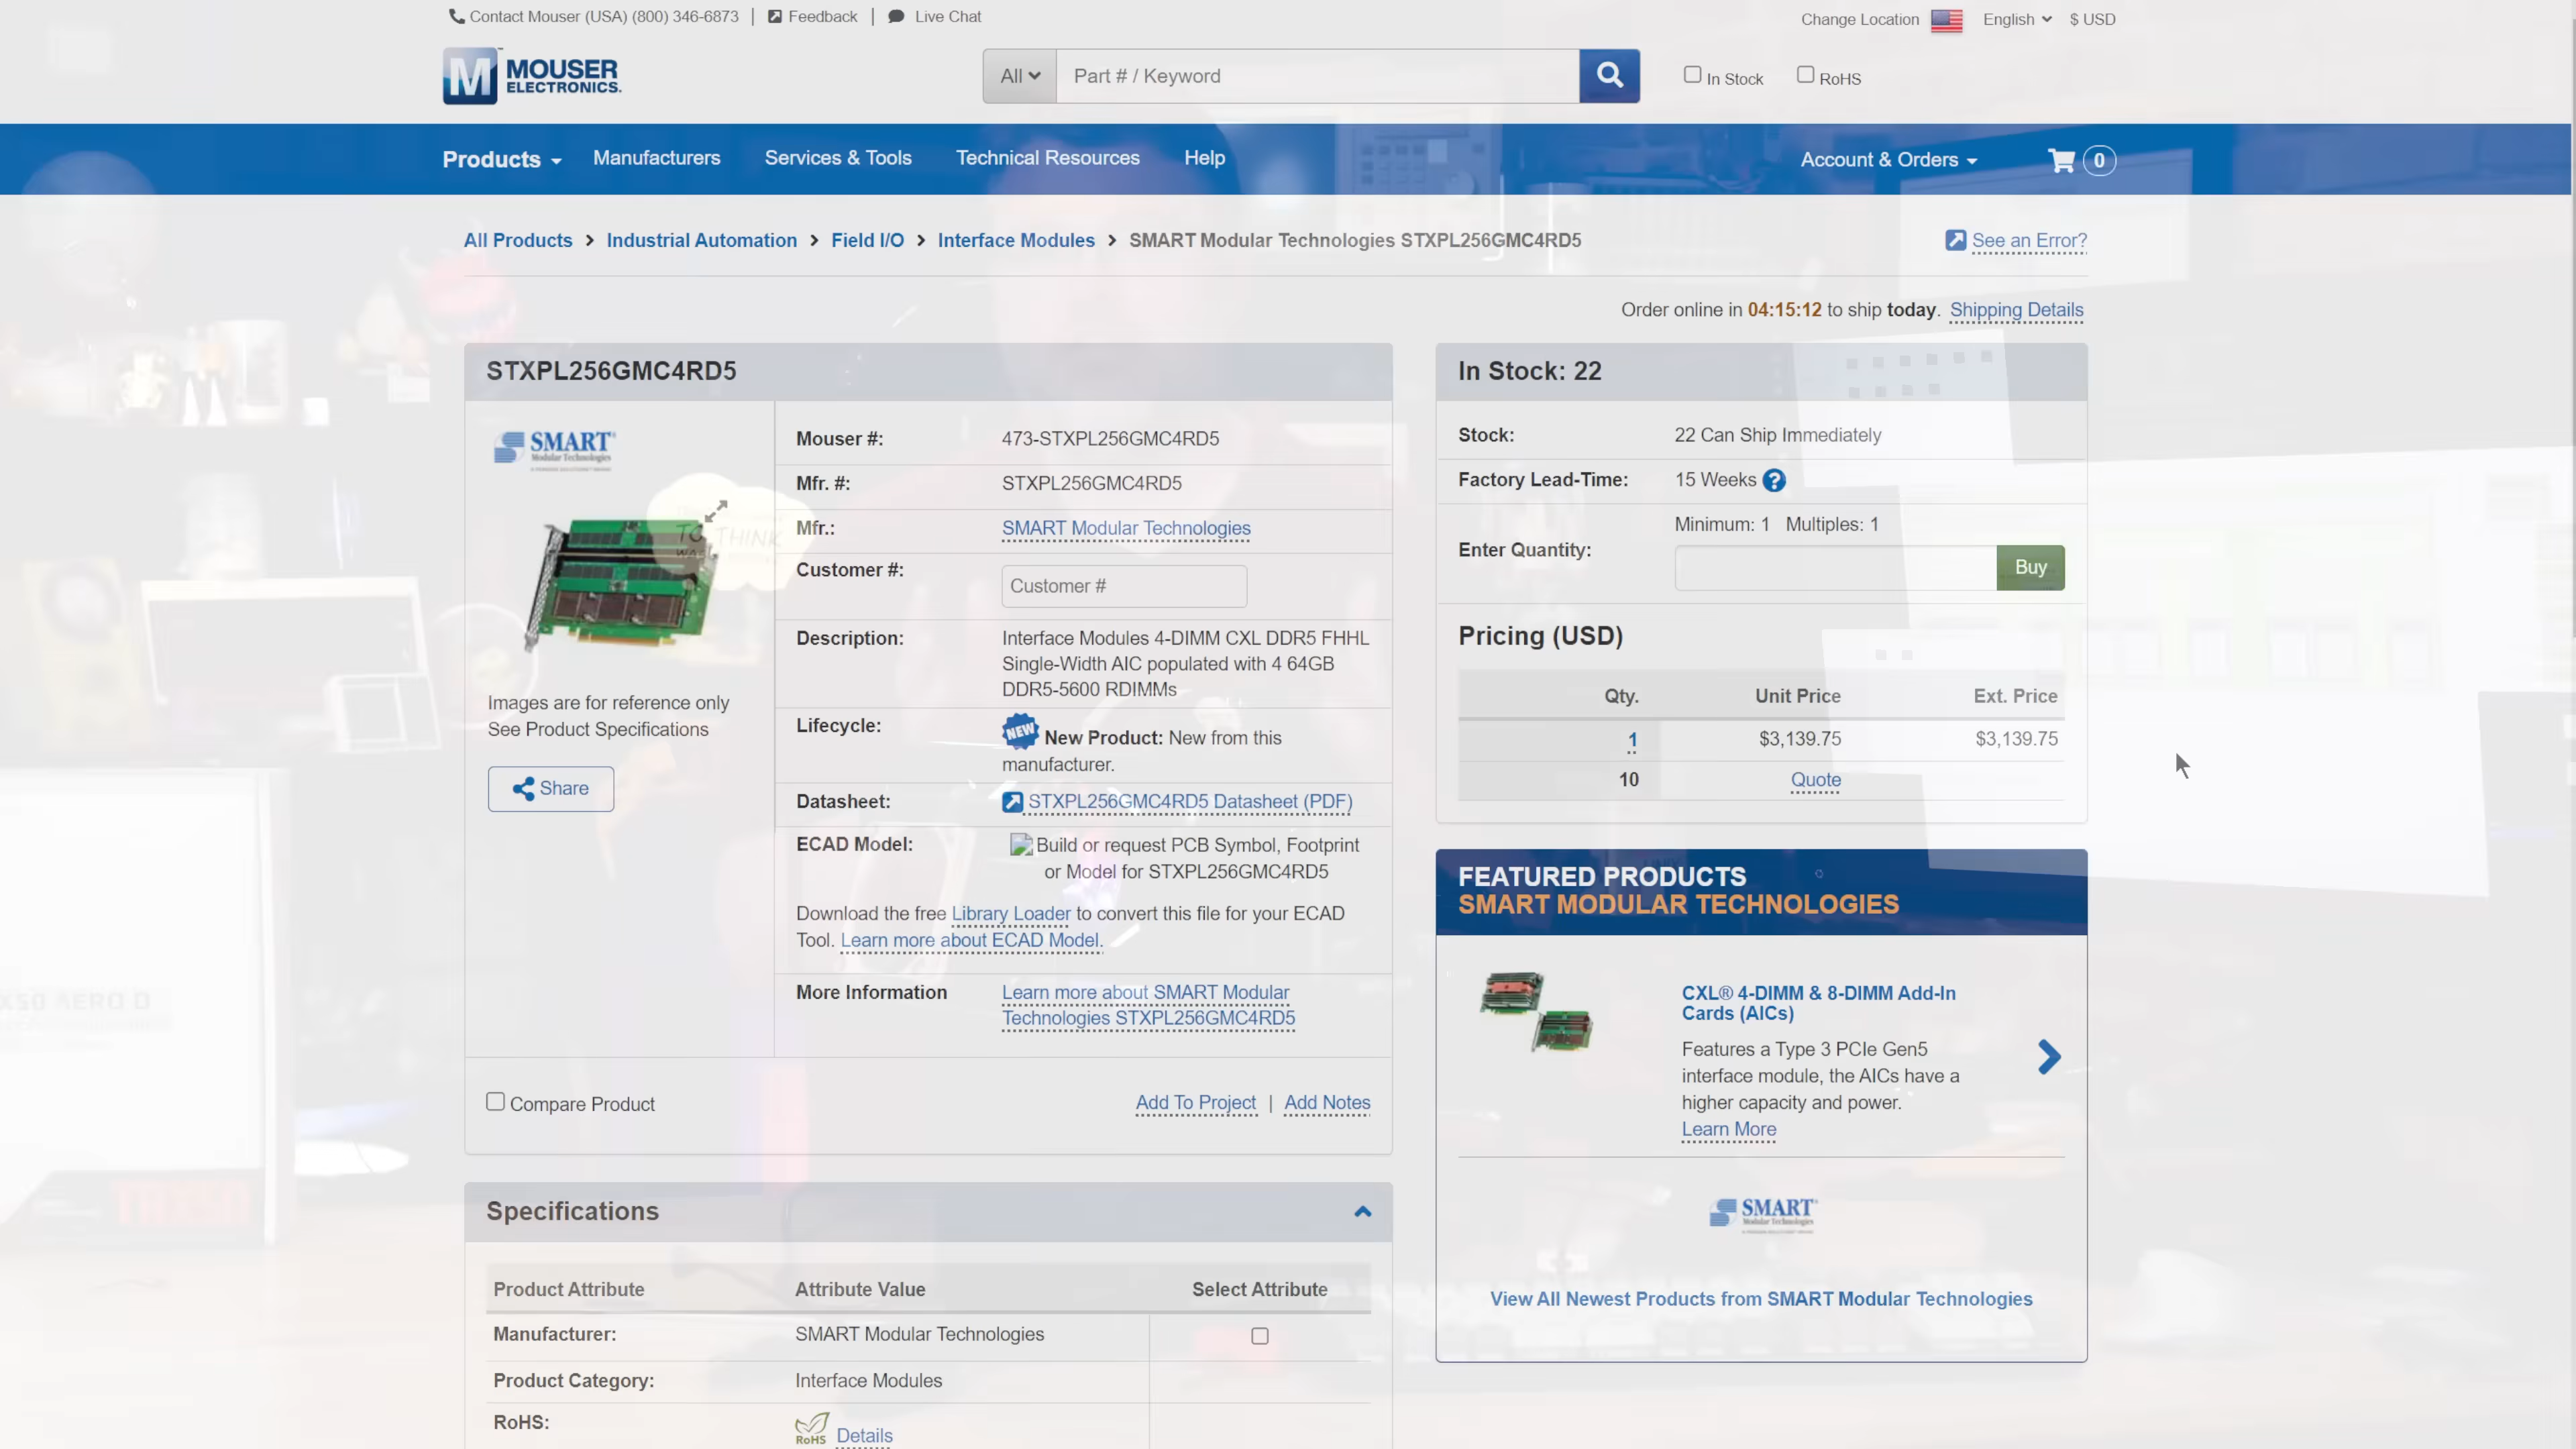 Contact Mouser (USA) (800) 346-6873 | Feedback | Live Chat
Change Location English $ USD
MOUSER
ELECTRONICS.
All Part # / Keyword
In Stock RoHS
Products Manufacturers Services & Tools Technical Resources Help
Account & Orders 0
All Products > Industrial Automation > Field I/O > Interface Modules > SMART Modular Technologies STXPL256GMC4RD5
See an Error?
Order online in 04:15:12 to ship today. Shipping Details
STXPL256GMC4RD5
SMART
Modular Technologies
Images are for reference only
See Product Specifications
Share
TO THINK
Mouser #: 473-STXPL256GMC4RD5
Mfr. #: STXPL256GMC4RD5
Mfr.: SMART Modular Technologies
Customer #: Customer #
Description: Interface Modules 4-DIMM CXL DDR5 FHHL
Single-Width AIC populated with 4 64GB
DDR5-5600 RDIMMs
Lifecycle: NEW New Product: New from this
manufacturer.
Datasheet: STXPL256GMC4RD5 Datasheet (PDF)
ECAD Model: Build or request PCB Symbol, Footprint
or Model for STXPL256GMC4RD5
Download the free Library Loader to convert this file for your ECAD
Tool. Learn more about ECAD Model.
More Information Learn more about SMART Modular
Technologies STXPL256GMC4RD5
Compare Product
Add To Project | Add Notes
In Stock: 22
Stock: 22 Can Ship Immediately
Factory Lead-Time: 15 Weeks ?
Minimum: 1 Multiples: 1
Enter Quantity: Buy
Pricing (USD)
Qty. Unit Price Ext. Price
1 $3,139.75 $3,139.75
10 Quote
FEATURED PRODUCTS
SMART MODULAR TECHNOLOGIES
CXL® 4-DIMM & 8-DIMM Add-In
Cards (AICs)
Features a Type 3 PCIe Gen5
interface module, the AICs have a
higher capacity and power.
Learn More
SMART
Modular Technologies
View All Newest Products from SMART Modular Technologies
Specifications
Product Attribute Attribute Value Select Attribute
Manufacturer: SMART Modular Technologies
Product Category: Interface Modules
RoHS: RoHS Details
X50 AERO D